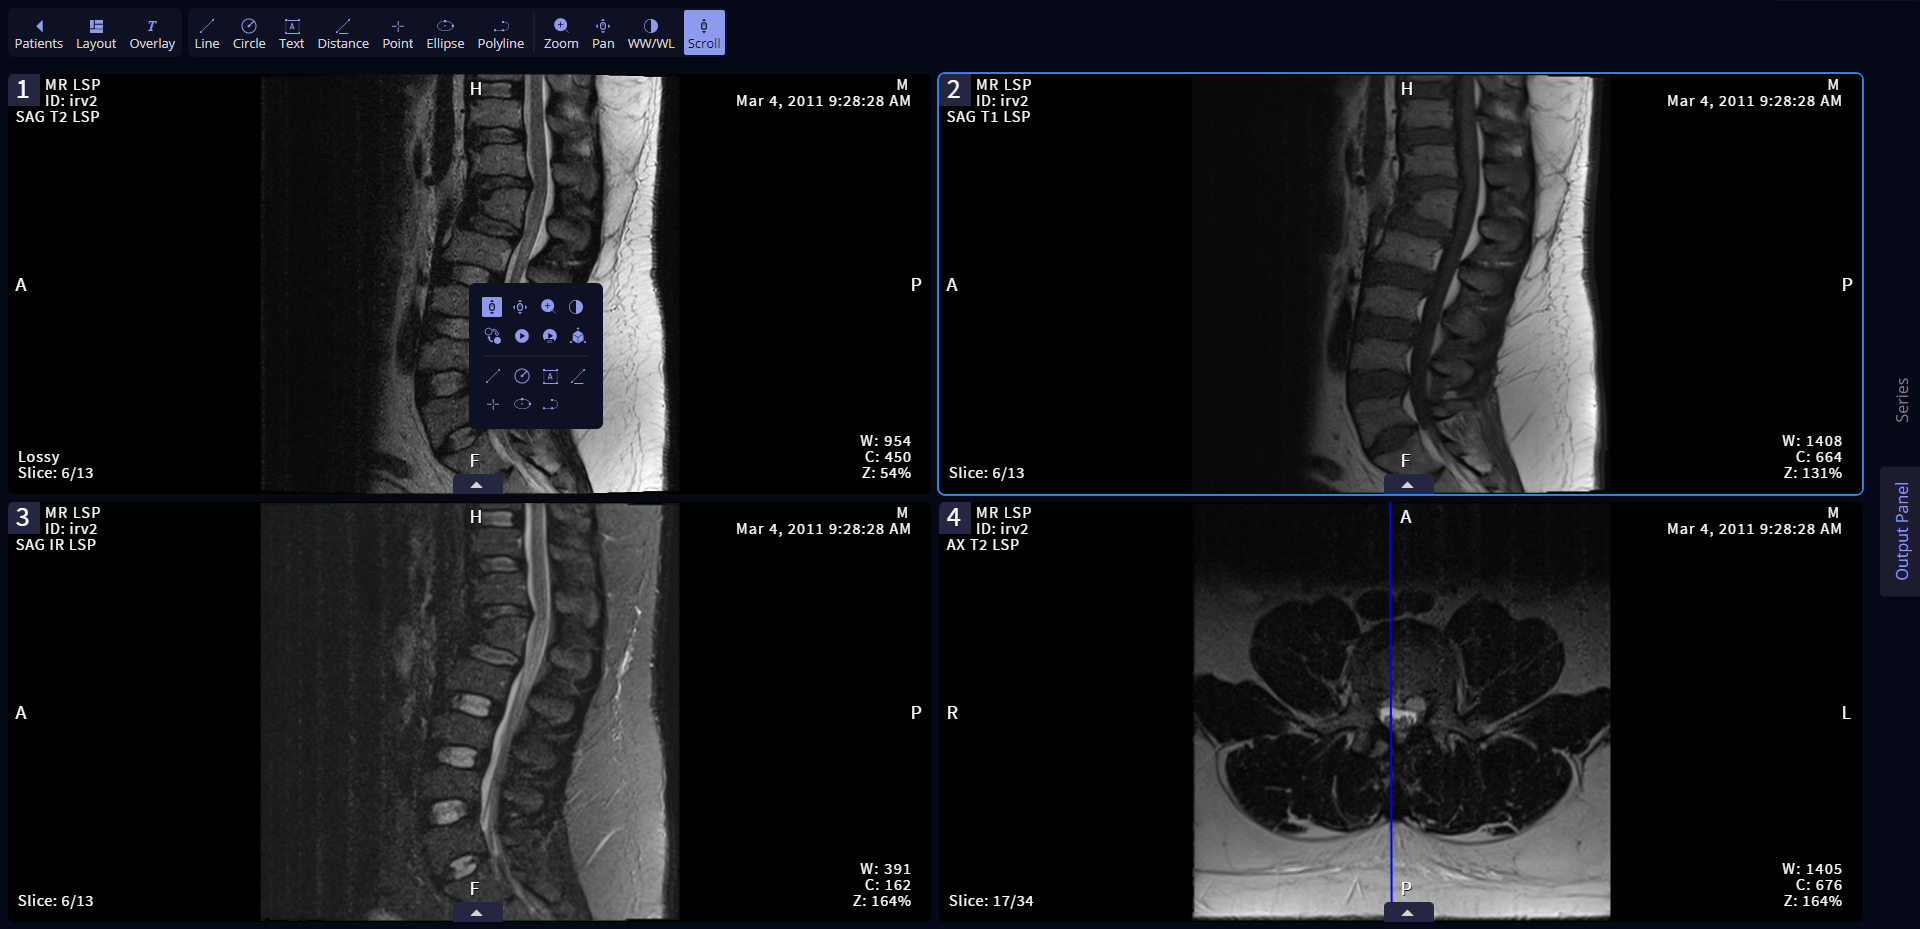 Patients Layout Overlay Line Circle Text Distance Point Ellipse Polyline Zoom Pan WW/WL Scroll
1
MR LSP
ID: irv2
SAG T2 LSP
H
M
Mar 4, 2011 9:28:28 AM
A
P
Lossy
Slice: 6/13
F
W: 954
C: 450
Z: 54%
2
MR LSP
ID: irv2
SAG T1 LSP
H
M
Mar 4, 2011 9:28:28 AM
A
P
Slice: 6/13
F
W: 1408
C: 664
Z: 131%
3
MR LSP
ID: irv2
SAG IR LSP
H
M
Mar 4, 2011 9:28:28 AM
A
P
Slice: 6/13
F
W: 391
C: 162
Z: 164%
4
MR LSP
ID: irv2
AX T2 LSP
A
M
Mar 4, 2011 9:28:28 AM
R
L
Slice: 17/34
P
W: 1405
C: 676
Z: 164%
Series
Output Panel